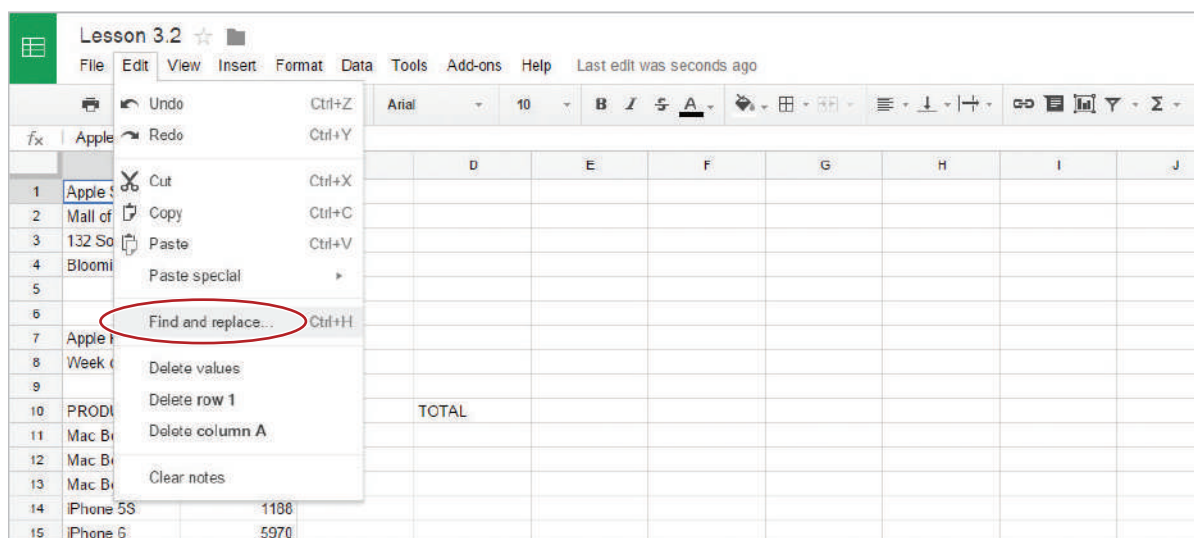 Lesson 3.2
File Edit View Insert Format Data Tools Add-ons Help Last edit was seconds ago
Undo Ctrl+Z Arial 10 B I S A Σ
fx Apple Redo Ctrl+Y
D E F G H I J
1 Apple Cut Ctrl+X
2 Mall of Copy Ctrl+C
3 132 Paste Ctrl+V
4 Paste special
5
6 Find and replace... Ctrl+H
7 Apple
8 Week Delete values
9 Delete row 1
10 TOTAL
11 Mac Delete column A
12 Mac
13 Mac Clear notes
14 iPhone 5S 1188
15 iPhone 6 5970